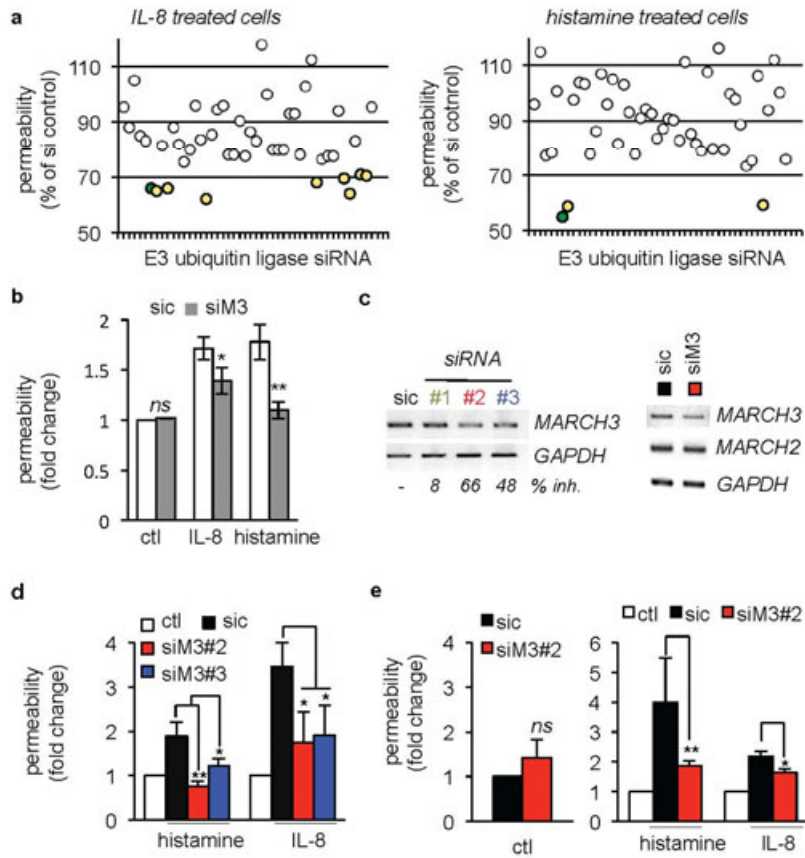 a
IL-8 treated cells
permeability
(% of si control)
110
90
70
50
E3 ubiquitin ligase siRNA
histamine treated cells
permeability
(% of si cotnrol)
110
90
70
50
E3 ubiquitin ligase siRNA
b
sic siM3
permeability
(fold change)
2
1.5
1
0.5
0
ns
*
**
ctl IL-8 histamine
c
siRNA
sic #1 #2 #3
MARCH3
GAPDH
- 8 66 48 % inh.
sic siM3
MARCH3
MARCH2
GAPDH
d
ctl sic
siM3#2
siM3#3
permeability
(fold change)
4
3
2
1
0
**
*
*
*
histamine IL-8
e
sic
siM3#2
permeability
(fold change)
4
3
2
1
0
ns
ctl
ctl sic siM3#2
6
5
4
3
2
1
0
**
*
histamine IL-8